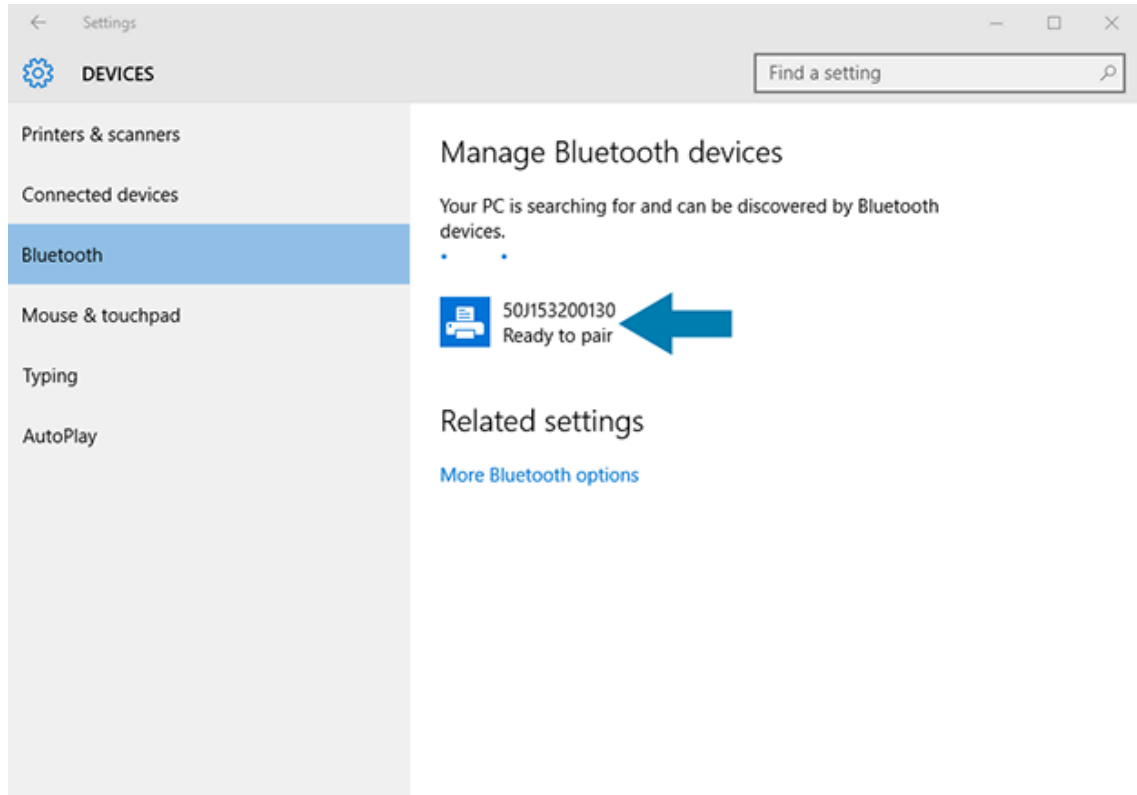 Settings
DEVICES
Find a setting
Printers & scanners
Connected devices
Bluetooth
Mouse & touchpad
Typing
AutoPlay
Manage Bluetooth devices
Your PC is searching for and can be discovered by Bluetooth
devices.
50J153200130
Ready to pair
Related settings
More Bluetooth options